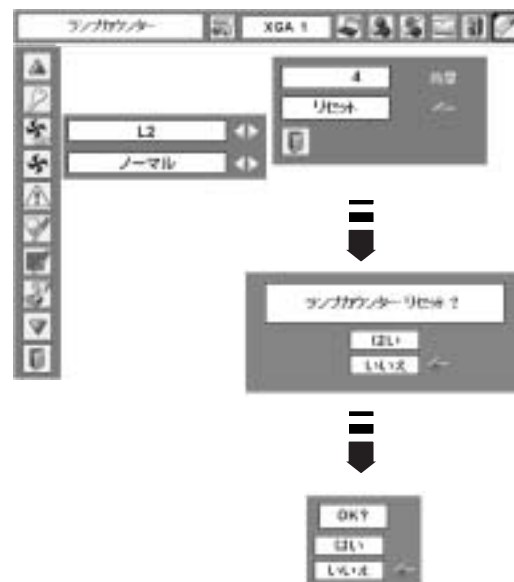 ランプカウンター
XGA 1
4 時間
リセット
L2
ノーマル
ランプカウンター リセット ?
はい
いいえ
OK?
はい
いいえ